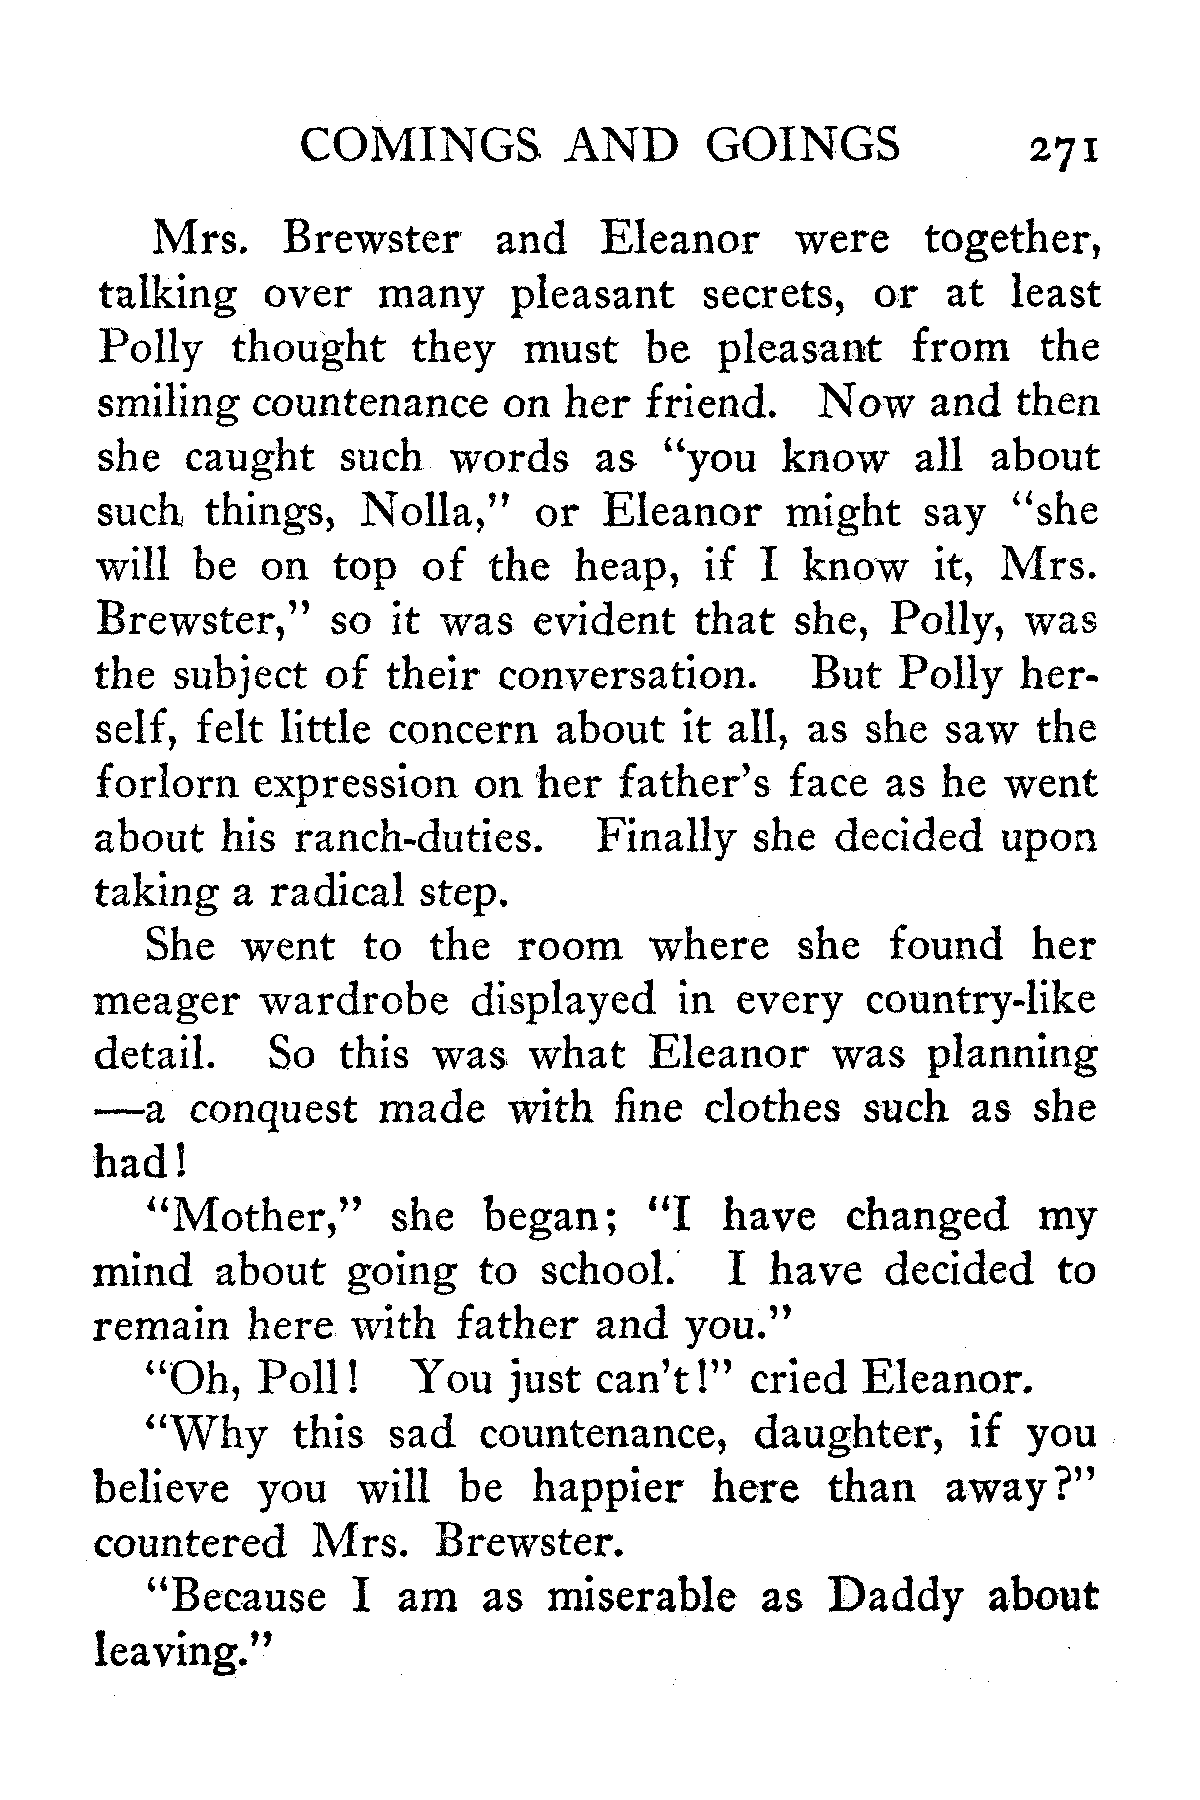 COMINGS AND GOINGS 271
Mrs. Brewster and Eleanor were together,
talking over many pleasant secrets, or at least
Polly thought they must be pleasant from the
smiling countenance on her friend. Now and then
she caught such words as "you know all about
such things, Nolla," or Eleanor might say "she
will be on top of the heap, if I know it, Mrs.
Brewster," so it was evident that she, Polly, was
the subject of their conversation. But Polly her-
self, felt little concern about it all, as she saw the
forlorn expression on her father's face as he went
about his ranch-duties. Finally she decided upon
taking a radical step.
She went to the room where she found her
meager wardrobe displayed in every country-like
detail. So this was what Eleanor was planning
—a conquest made with fine clothes such as she
had!
"Mother," she began; "I have changed my
mind about going to school. I have decided to
remain here with father and you."
"Oh, Poll! You just can't!" cried Eleanor.
"Why this sad countenance, daughter, if you
believe you will be happier here than away?"
countered Mrs. Brewster.
"Because I am as miserable as Daddy about
leaving."